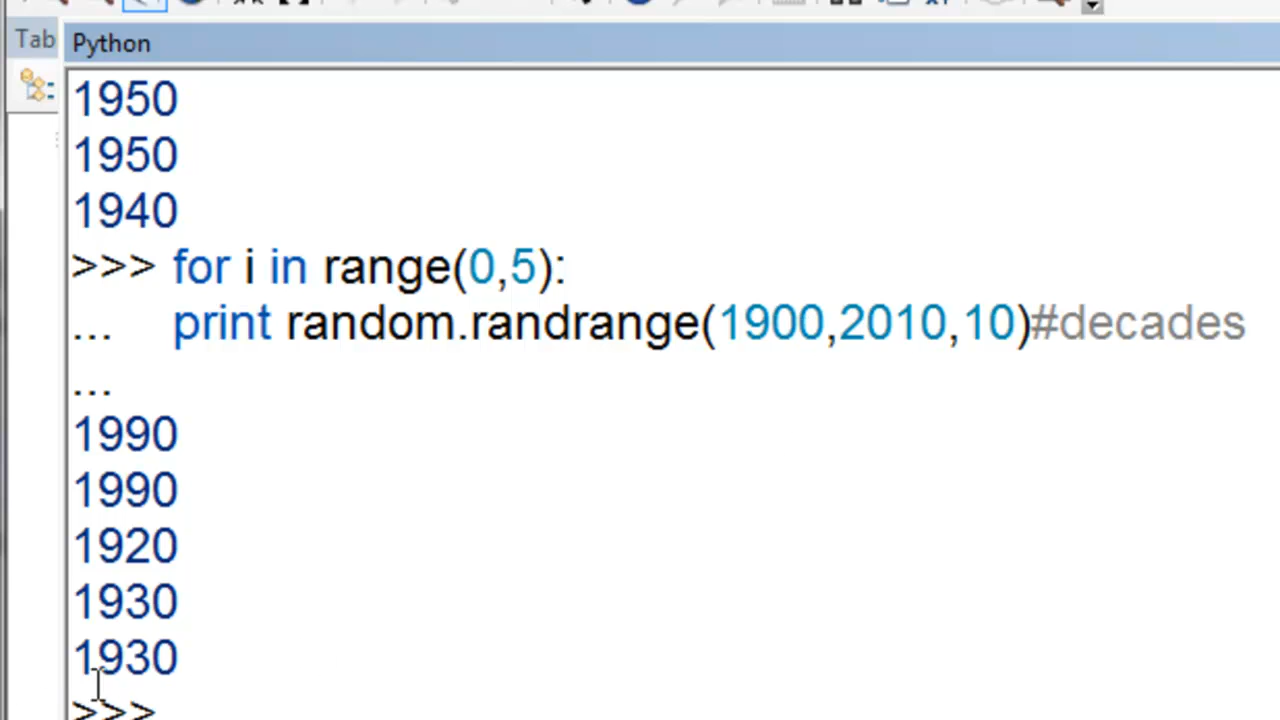 Tab
Python
1950
1950
1940
>>> for i in range(0,5):
...    print random.randrange(1900,2010,10)#decades
...
1990
1990
1920
1930
1930
>>>